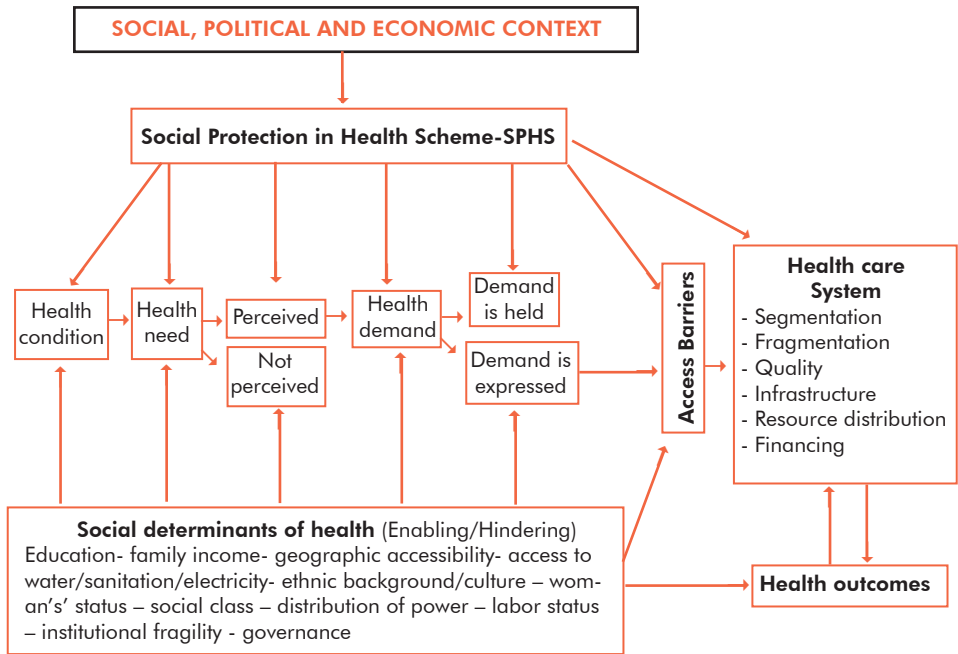 SOCIAL, POLITICAL AND ECONOMIC CONTEXT
Social Protection in Health Scheme-SPHS
Health
condition
Health
need
Perceived
Not
perceived
Health
demand
Demand
is held
Demand is
expressed
Access Barriers
Health care
System
- Segmentation
- Fragmentation
- Quality
- Infrastructure
- Resource distribution
- Financing
Social determinants of health (Enabling/Hindering)
Education- family income- geographic accessibility- access to
water/sanitation/electricity- ethnic background/culture – wom-
an's' status – social class – distribution of power – labor status
– institutional fragility - governance
Health outcomes